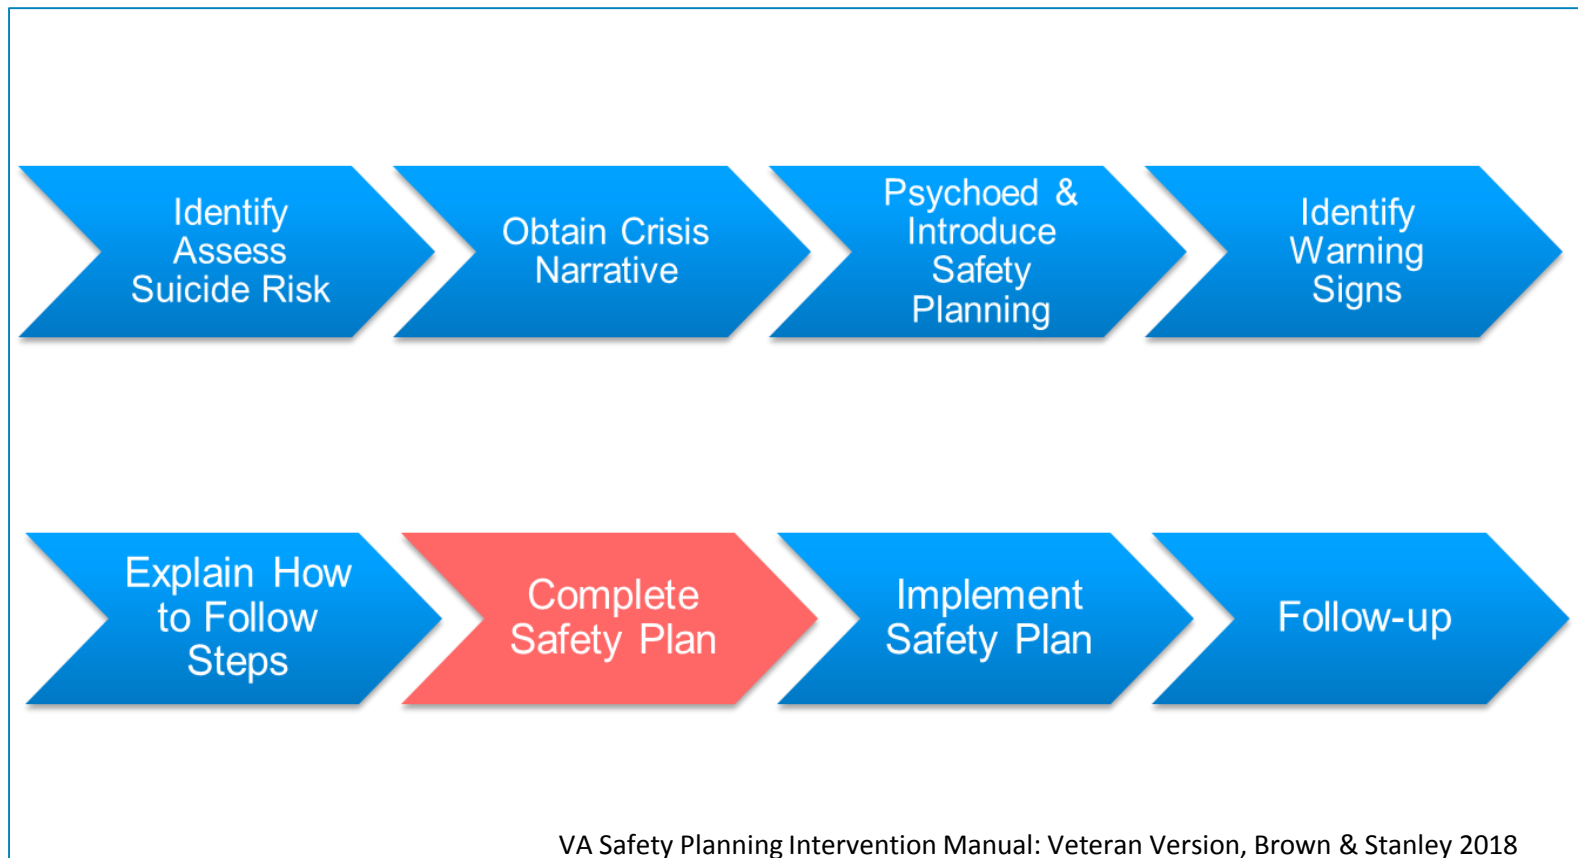 Identify
Assess
Suicide Risk
Obtain Crisis
Narrative
Psychoed &
Introduce
Safety
Planning
Identify
Warning
Signs
Explain How
to Follow
Steps
Complete
Safety Plan
Implement
Safety Plan
Follow-up
VA Safety Planning Intervention Manual: Veteran Version, Brown & Stanley 2018